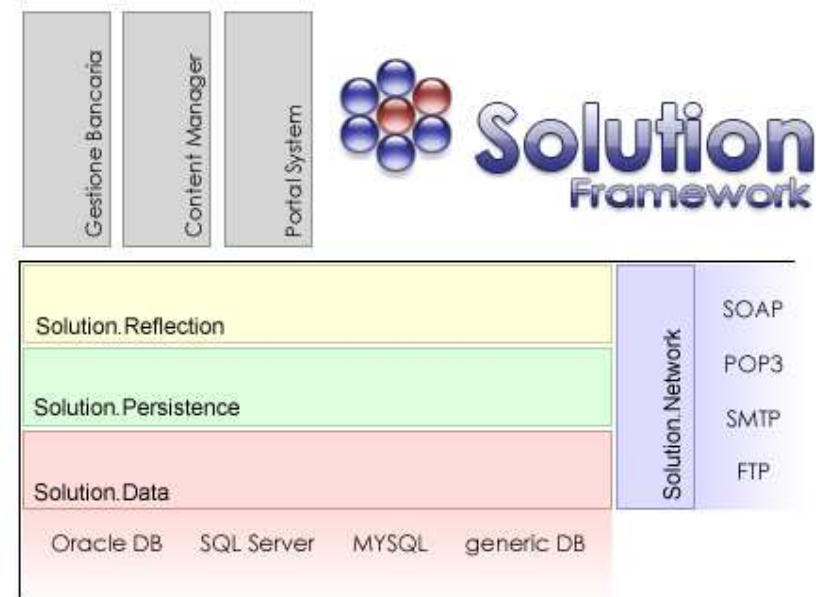 Gestione Bancaria
Content Manager
Portal System
Solution
Framework
Solution.Reflection
Solution.Persistence
Solution.Data
Solution.Network
SOAP
POP3
SMTP
FTP
Oracle DB
SQL Server
MYSQL
generic DB